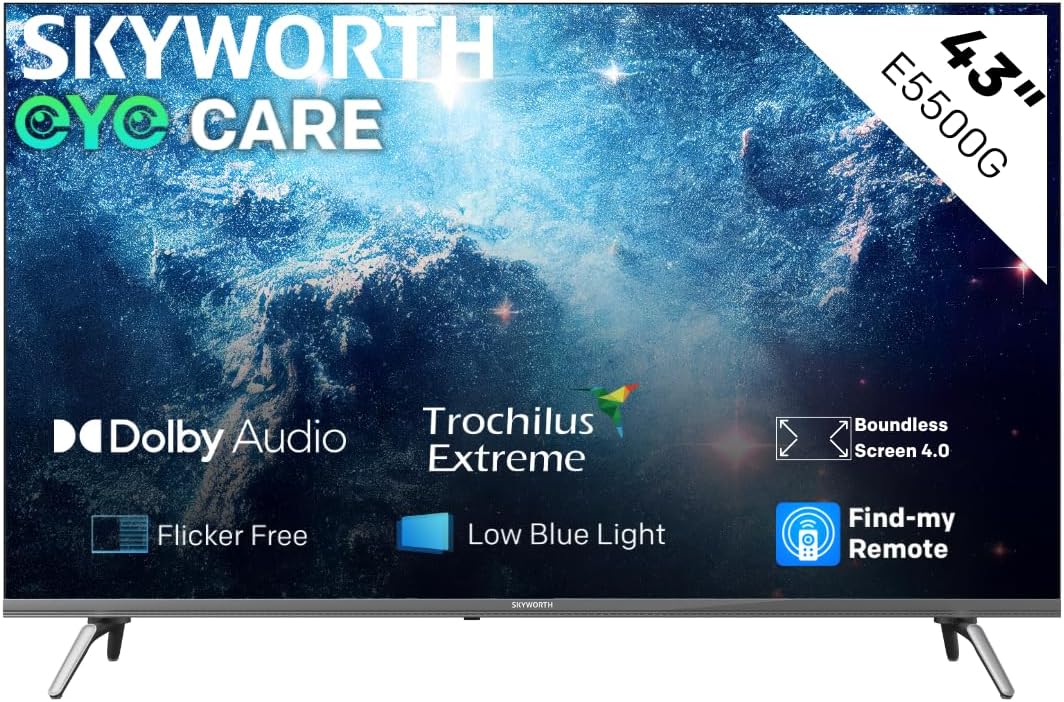 SKYWORTH
eye CARE
43"
E5500G
Dolby Audio
Trochilus
Extreme
Boundless
Screen 4.0
Flicker Free
Low Blue Light
Find-my
Remote
SKYWORTH